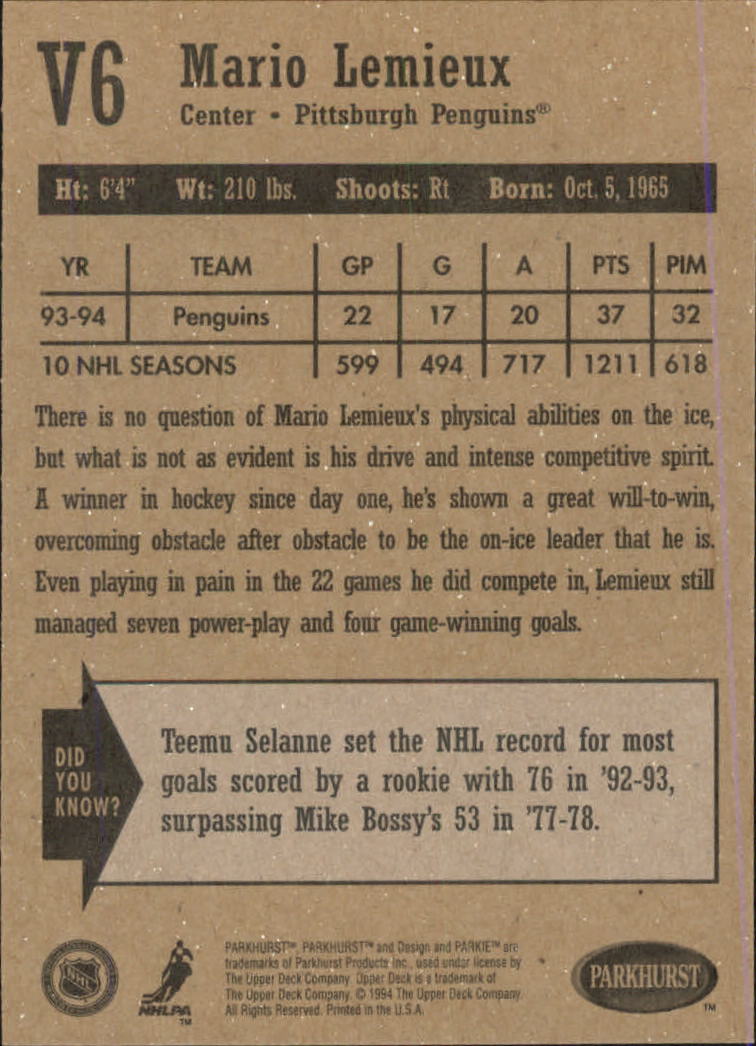 V6
Mario Lemieux
Center • Pittsburgh Penguins®
Ht: 6'4" Wt: 210 lbs. Shoots: Rt Born: Oct. 5, 1965
YR TEAM GP G A PTS PIM
93-94 Penguins 22 17 20 37 32
10 NHL SEASONS 599 494 717 1211 618
There is no question of Mario Lemieux's physical abilities on the ice,
but what is not as evident is his drive and intense competitive spirit.
A winner in hockey since day one, he's shown a great will-to-win,
overcoming obstacle after obstacle to be the on-ice leader that he is.
Even playing in pain in the 22 games he did compete in, Lemieux still
managed seven power-play and four game-winning goals.
DID
YOU
KNOW?
Teemu Selanne set the NHL record for most
goals scored by a rookie with 76 in '92-93,
surpassing Mike Bossy's 53 in '77-78.
NHL
NHLPA
TM
PARKHURST™, PARKHURST™ and Design and PARKIE™ are
trademarks of Parkhurst Products Inc., used under license by
The Upper Deck Company. Upper Deck is a trademark of
The Upper Deck Company. © 1994 The Upper Deck Company.
All Rights Reserved. Printed in the U.S.A.
PARKHURST
TM